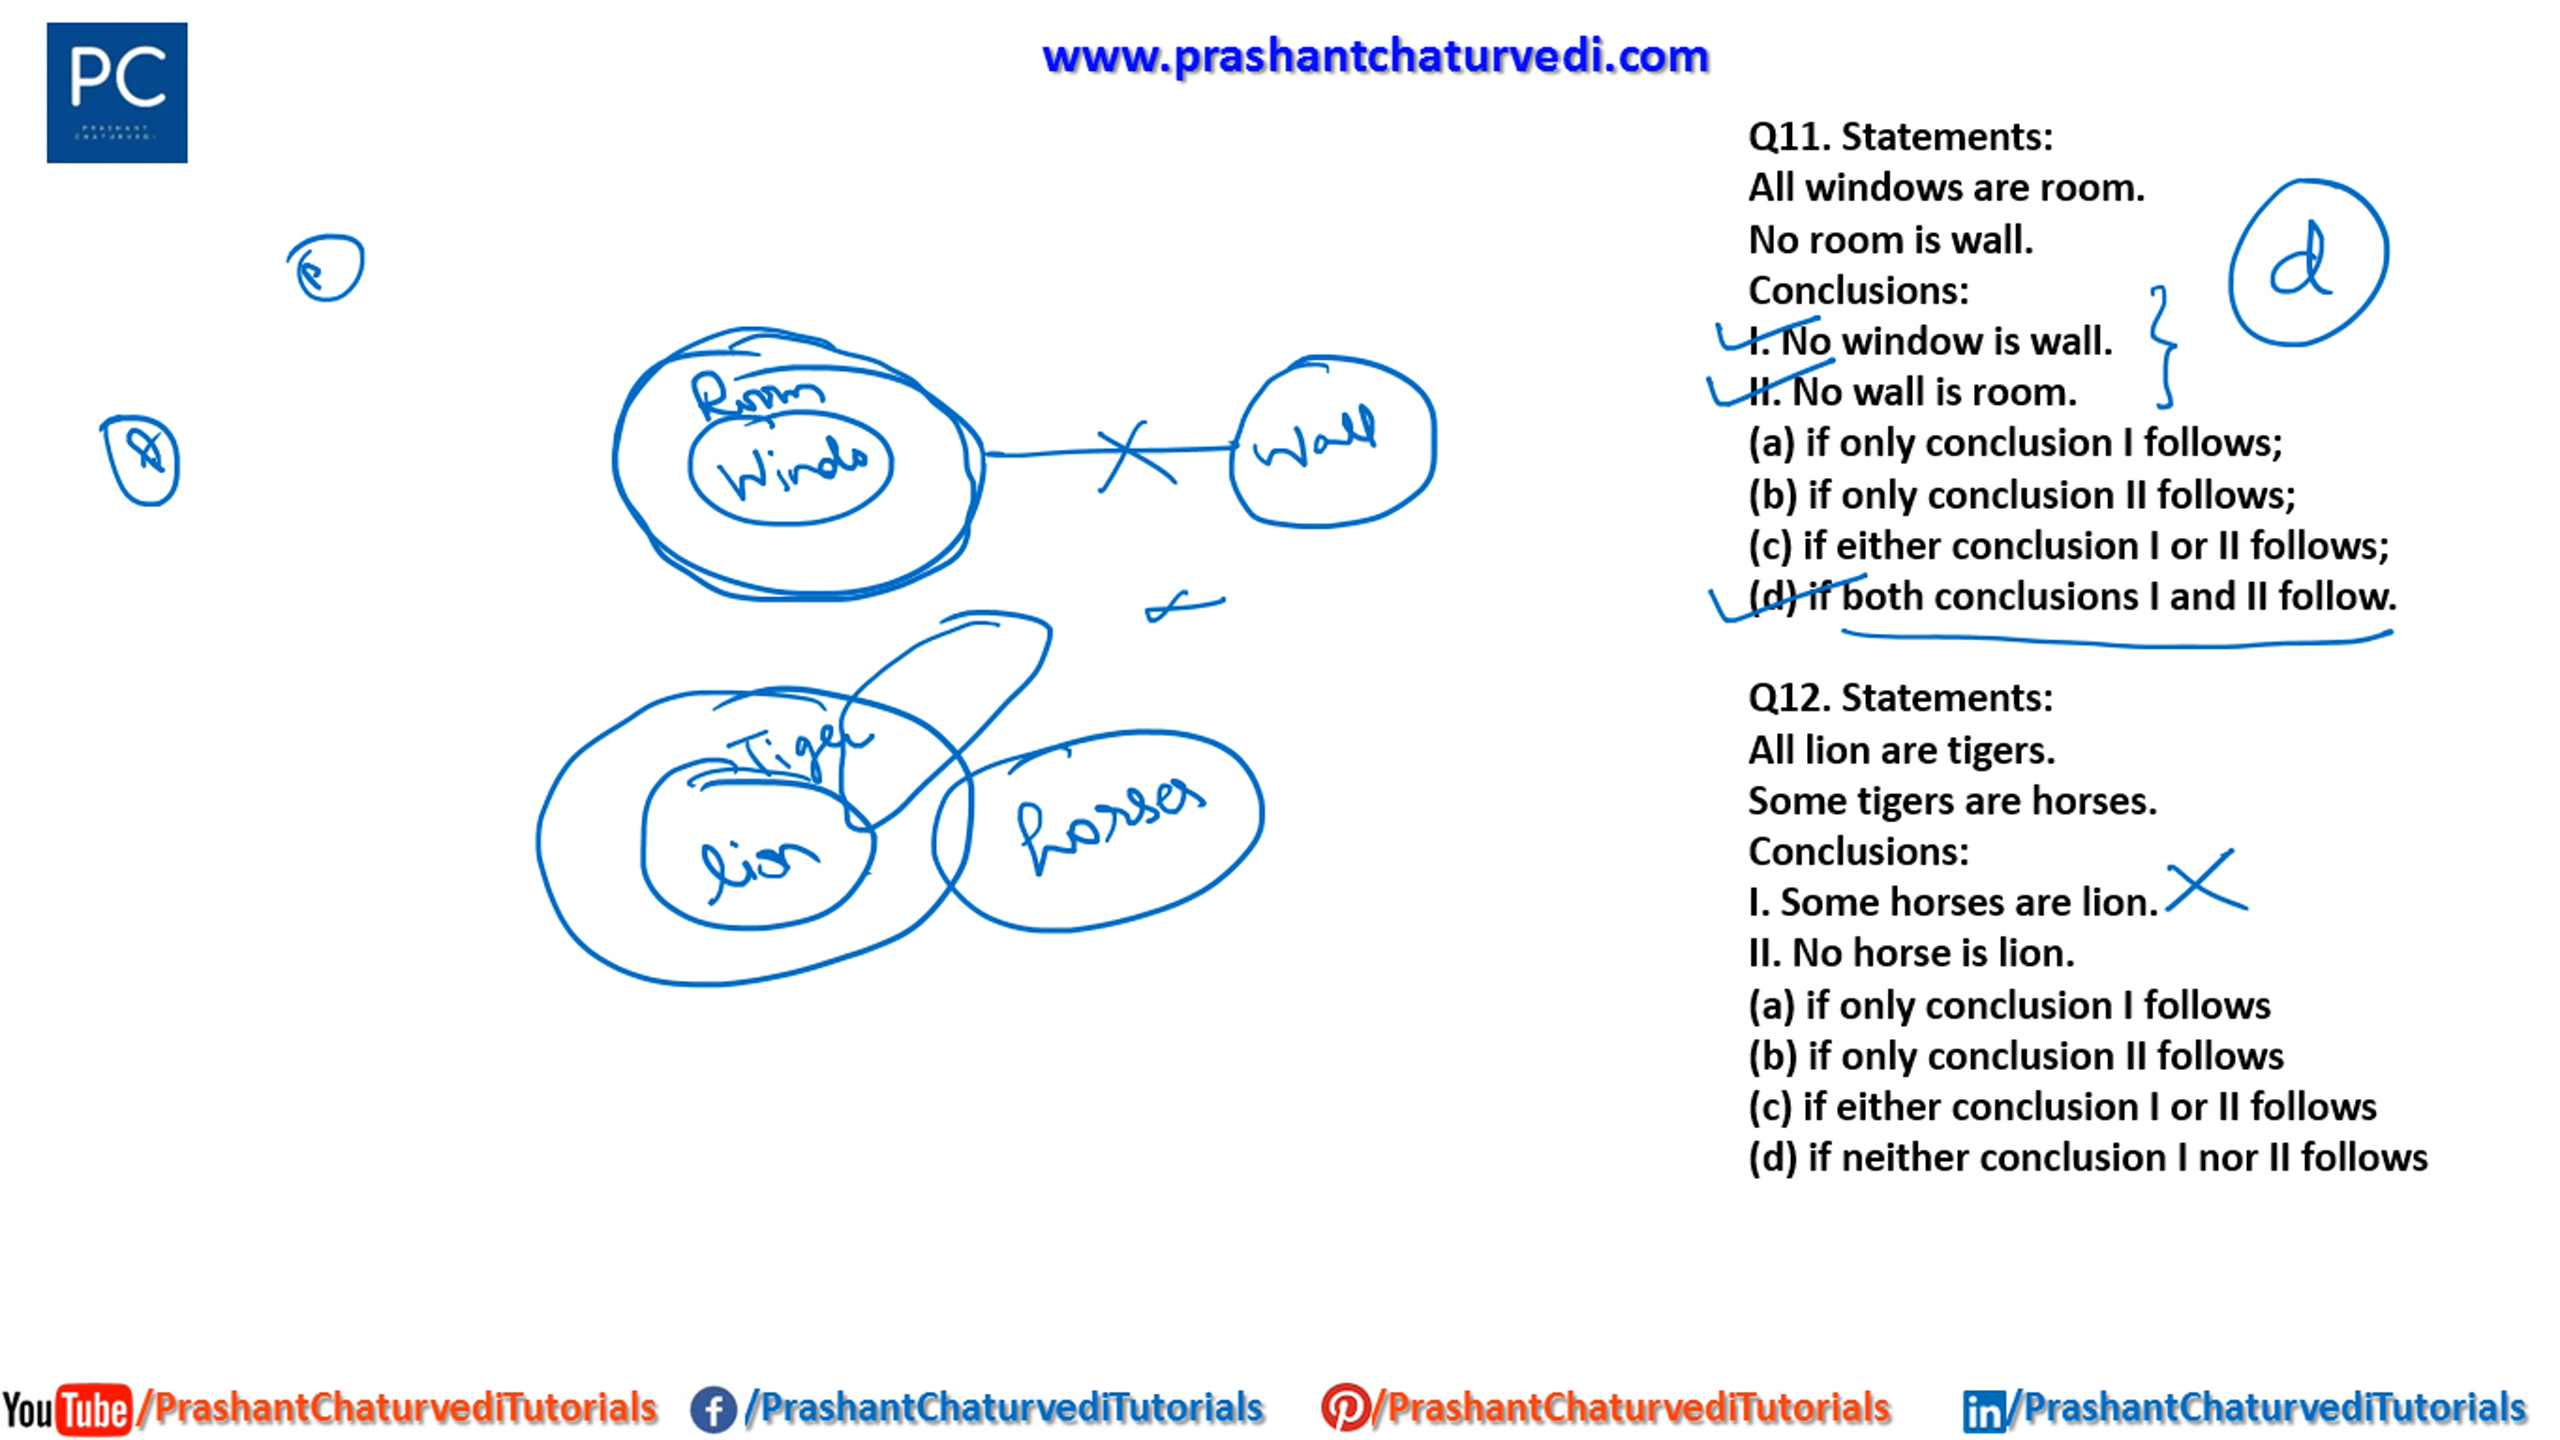 PC
PRASHANT
CHATURVEDI
www.prashantchaturvedi.com
Q11. Statements:
All windows are room.
No room is wall.
Conclusions:
I. No window is wall.
II. No wall is room.
(a) if only conclusion I follows;
(b) if only conclusion II follows;
(c) if either conclusion I or II follows;
(d) if both conclusions I and II follow.
d
Room
Windo
Wall
Tiger
lion
horses
Q12. Statements:
All lion are tigers.
Some tigers are horses.
Conclusions:
I. Some horses are lion.
II. No horse is lion.
(a) if only conclusion I follows
(b) if only conclusion II follows
(c) if either conclusion I or II follows
(d) if neither conclusion I nor II follows
YouTube /PrashantChaturvediTutorials f /PrashantChaturvediTutorials /PrashantChaturvediTutorials in /PrashantChaturvediTutorials